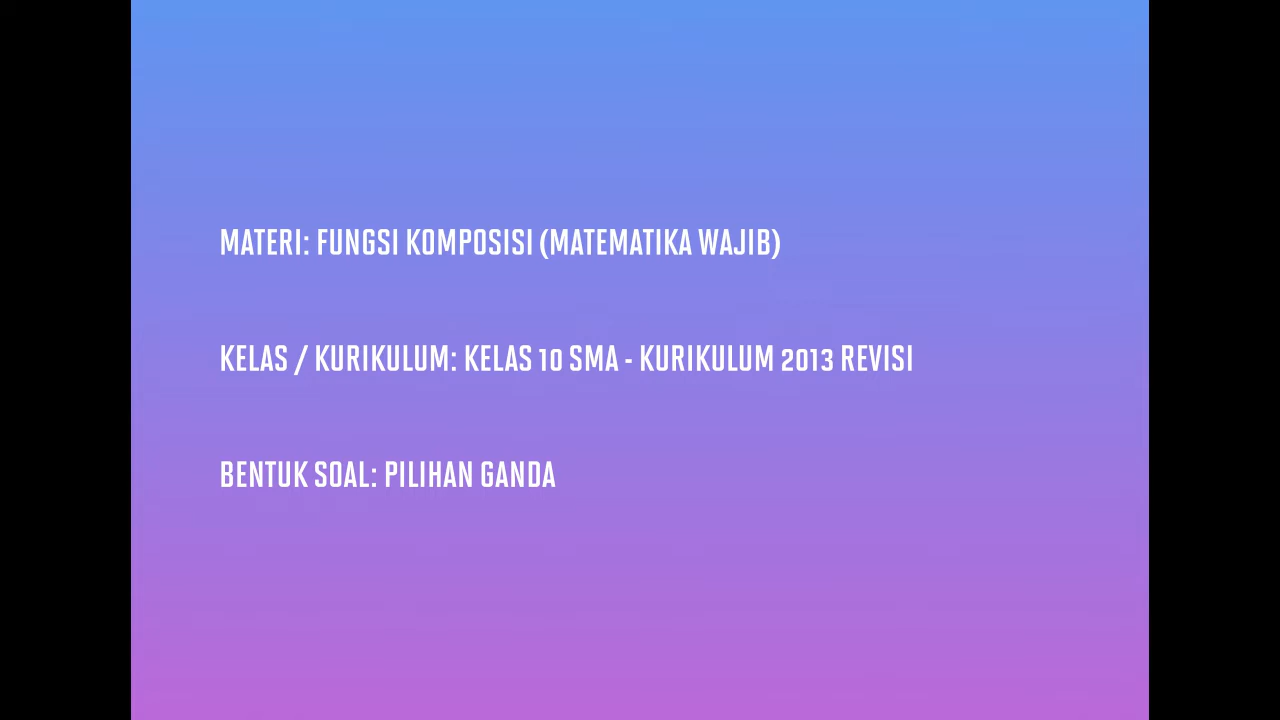 MATERI: FUNGSI KOMPOSISI (MATEMATIKA WAJIB)
KELAS / KURIKULUM: KELAS 10 SMA - KURIKULUM 2013 REVISI
BENTUK SOAL: PILIHAN GANDA